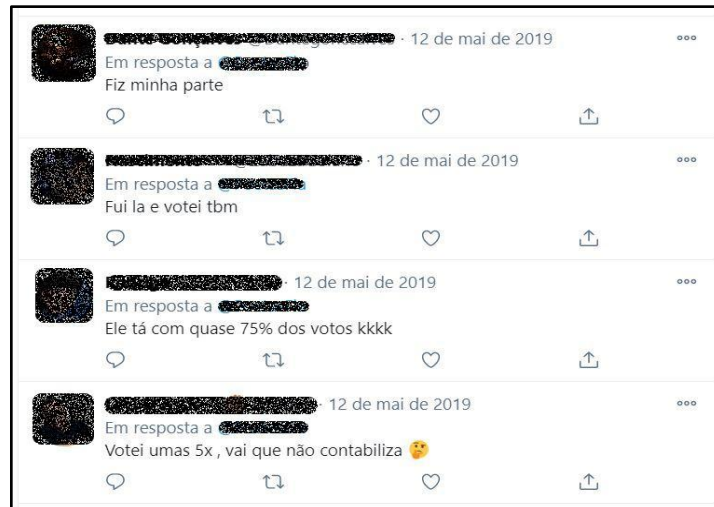 · 12 de mai de 2019
Em resposta a
Fiz minha parte
· 12 de mai de 2019
Em resposta a
Fui la e votei tbm
· 12 de mai de 2019
Em resposta a
Ele tá com quase 75% dos votos kkkk
· 12 de mai de 2019
Em resposta a
Votei umas 5x , vai que não contabiliza 🤔